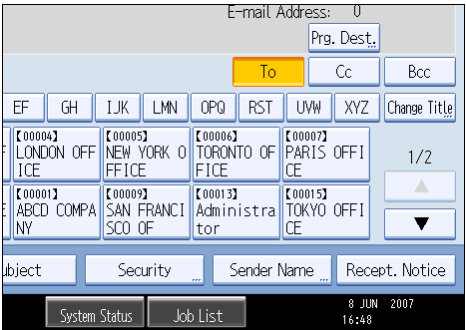 E-mail Address: 0
Prg. Dest.
To Cc Bcc
EF GH IJK LMN OPQ RST UVW XYZ Change Title
[00004] [00005] [00006] [00007]
LONDON OFF NEW YORK O TORONTO OF PARIS OFFI
ICE FFICE FICE CE
1/2
[00001] [00009] [00013] [00015]
ABCD COMPA SAN FRANCI Administra TOKYO OFFI
NY SCO OF tor CE
ubject Security Sender Name Recept. Notice
System Status Job List 8 JUN 2007
16:48